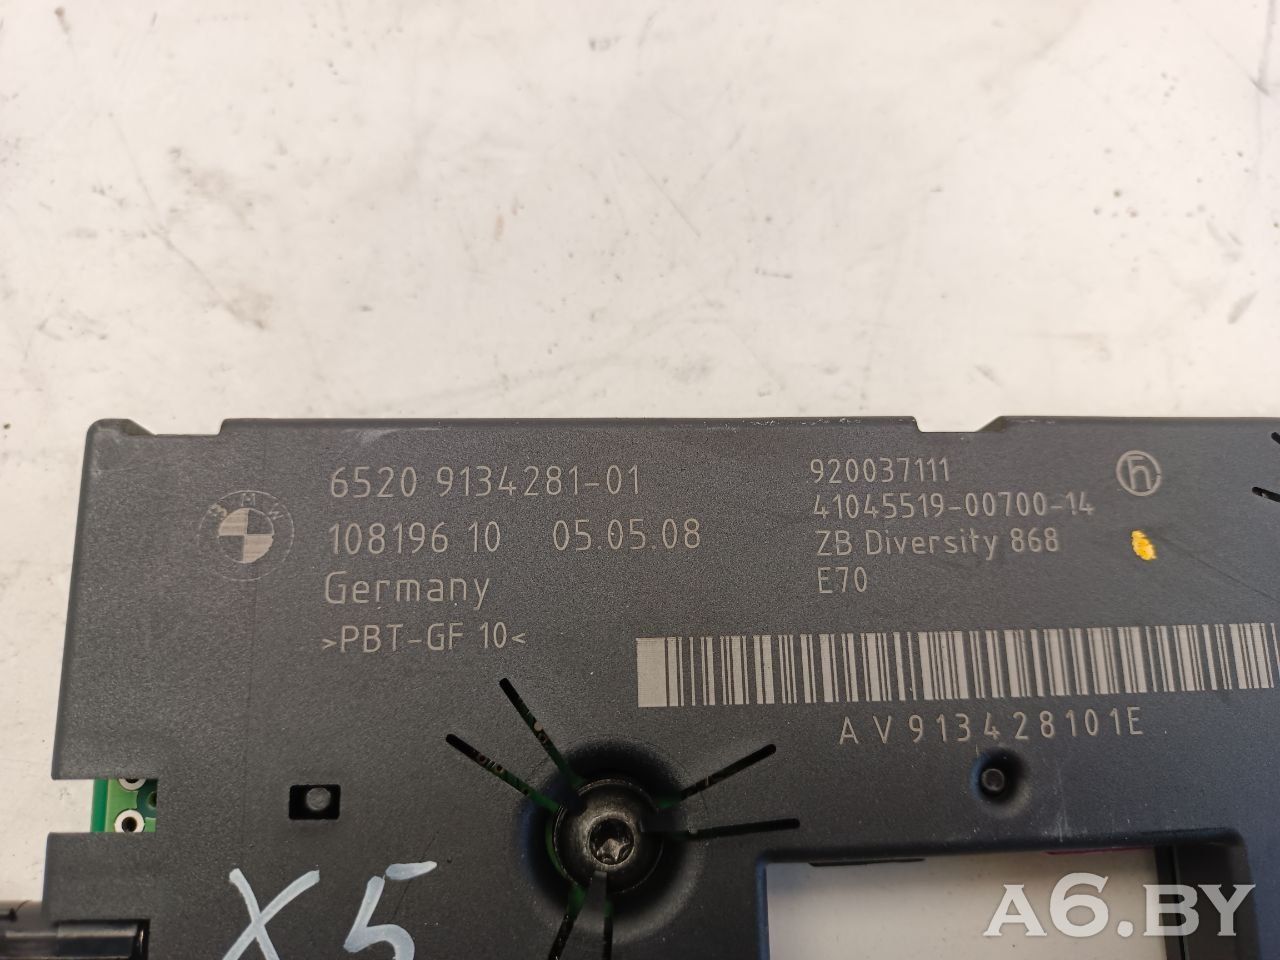 6520 9134281-01
108196 10 05.05.08
Germany
>PBT-GF 10<
BMW
920037111
41045519-00700-14
ZB Diversity 868
E70
h
AV913428101E
X5
A6.BY